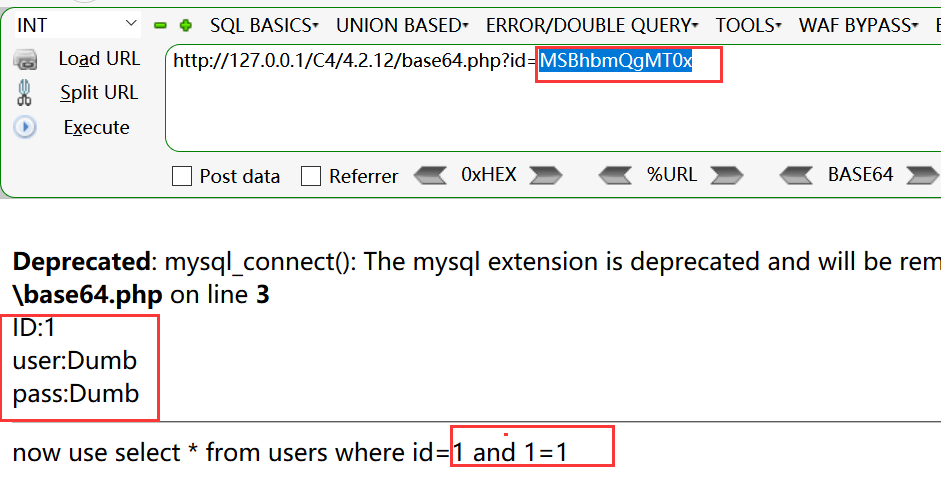 INT SQL BASICS UNION BASED ERROR/DOUBLE QUERY TOOLS WAF BYPASS
Load URL
Split URL
Execute
http://127.0.0.1/C4/4.2.12/base64.php?id=MSBhbmQgMT0x
Post data Referrer 0xHEX %URL BASE64
Deprecated: mysql_connect(): The mysql extension is deprecated and will be rem
\base64.php on line 3
ID:1
user:Dumb
pass:Dumb
now use select * from users where id=1 and 1=1